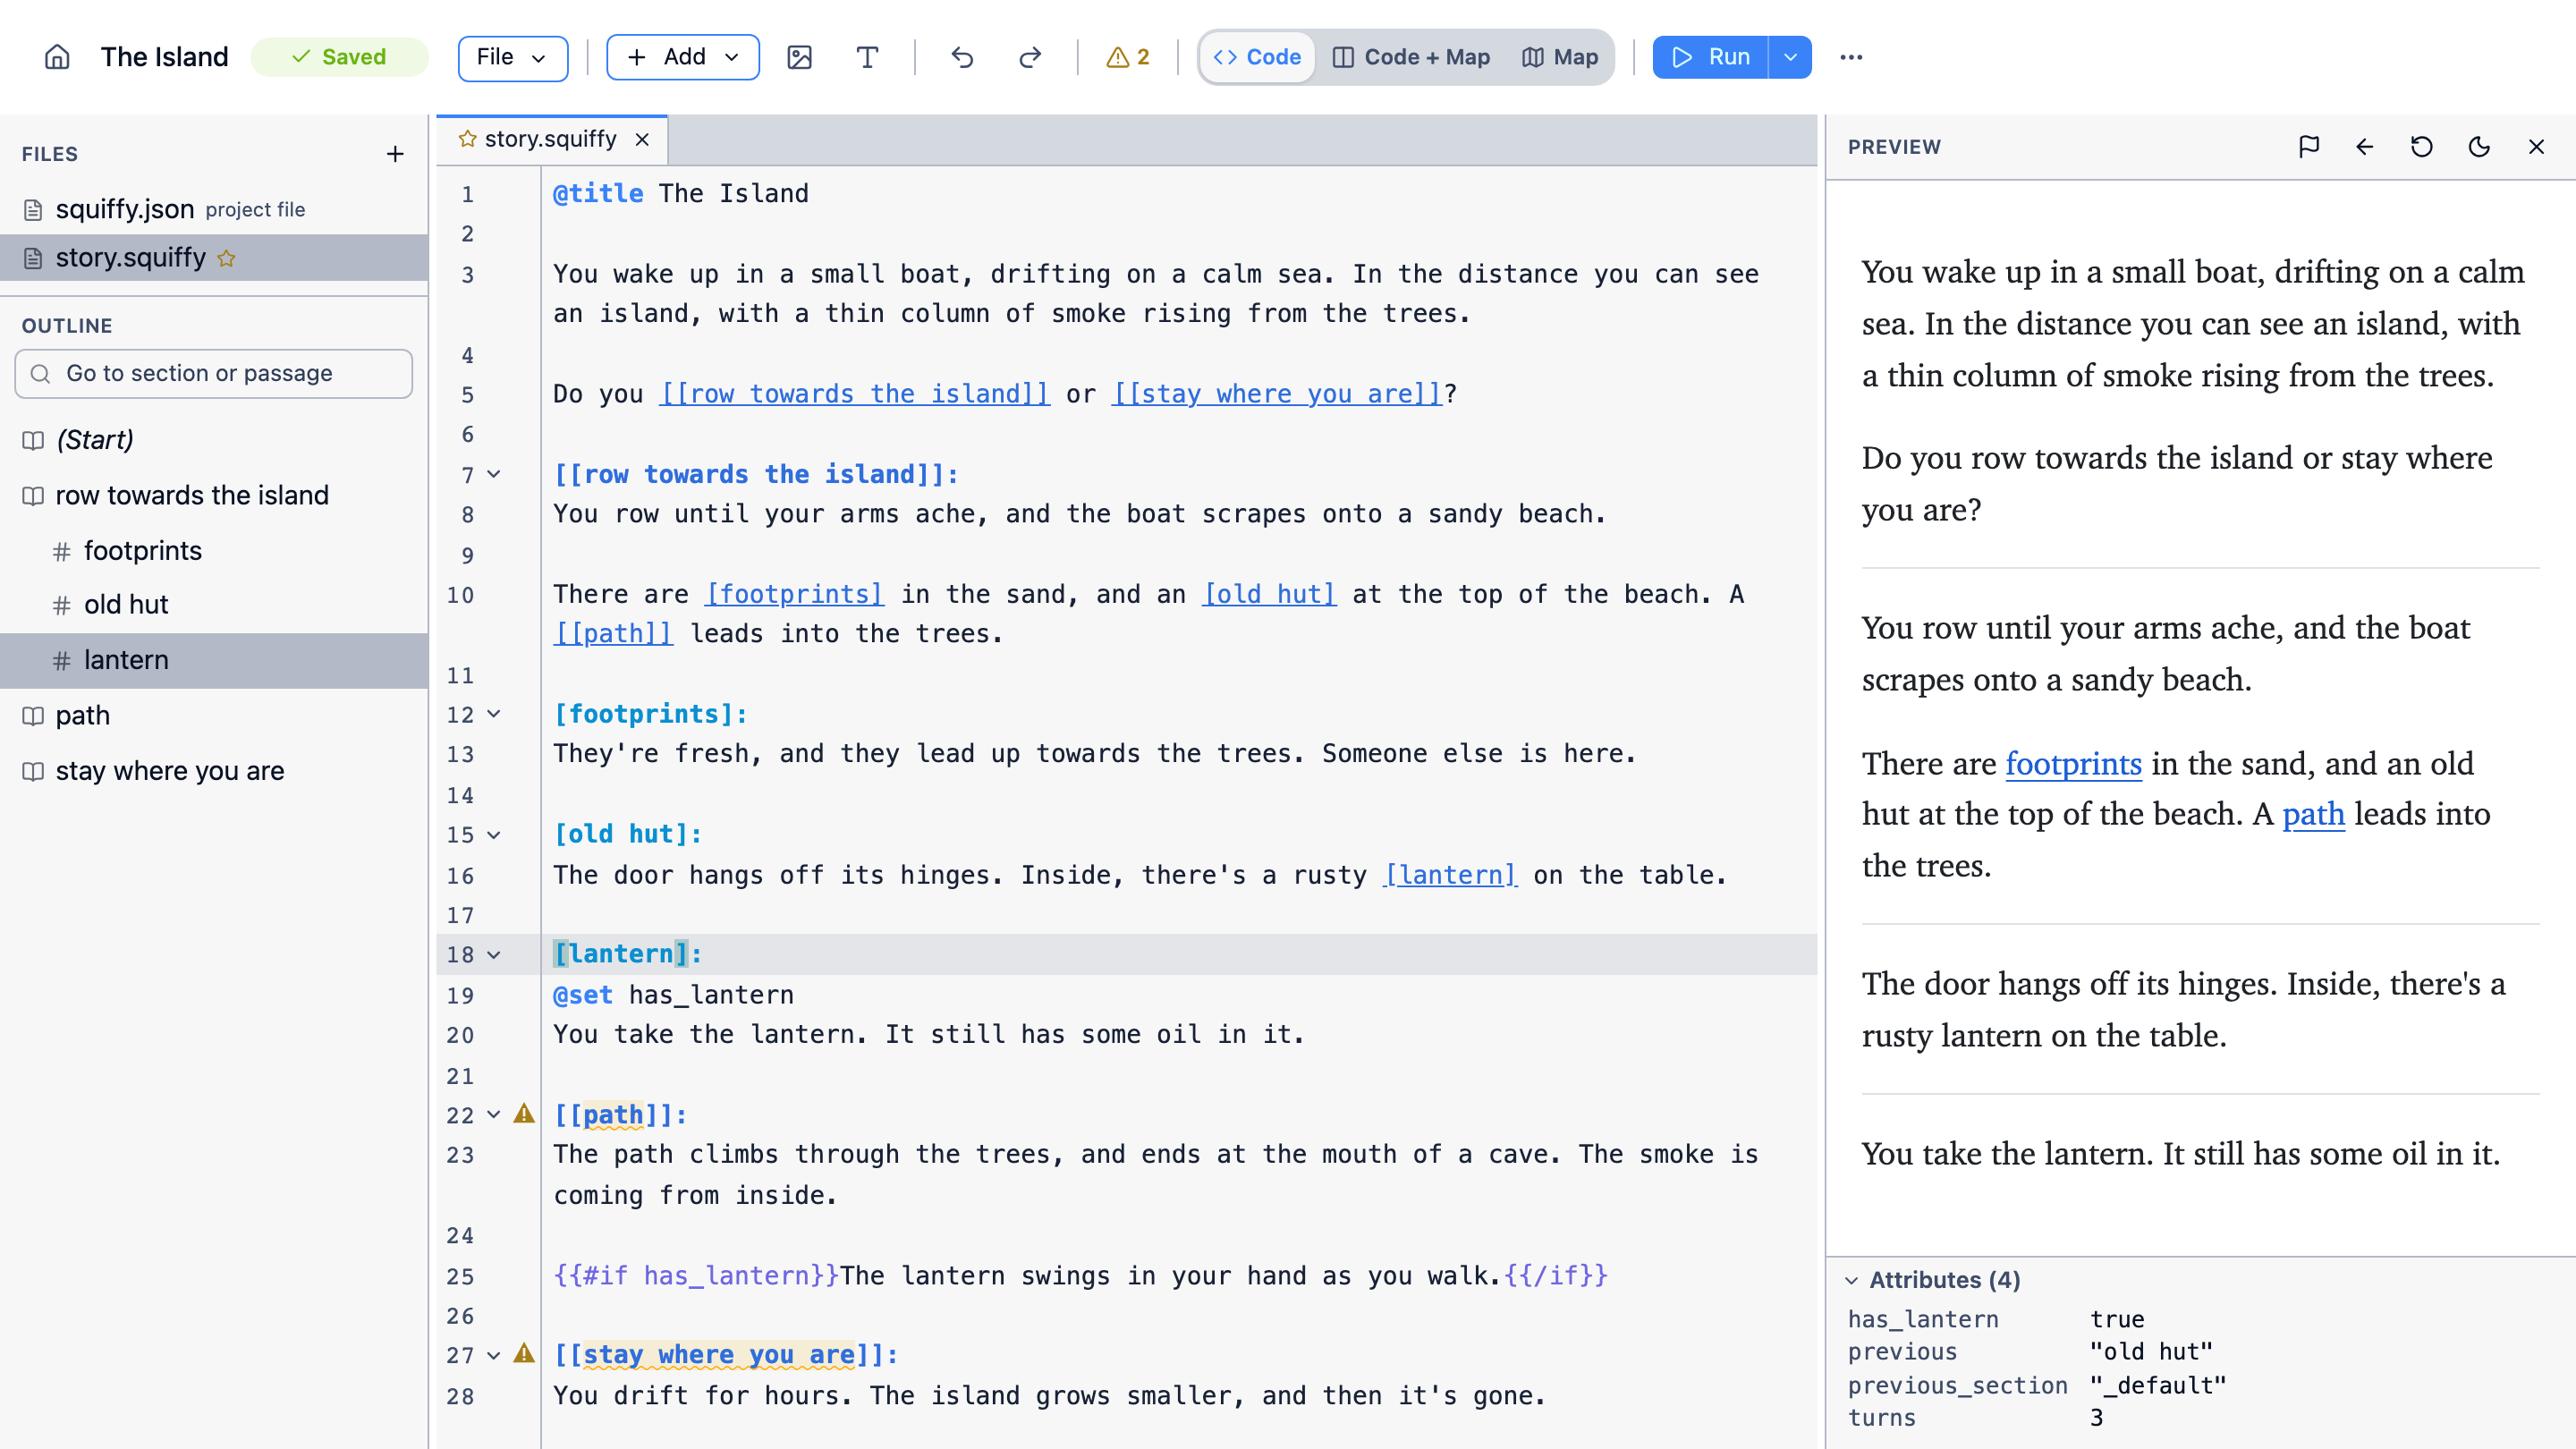 The Island
Saved
File
Add
2
Code
Code + Map
Map
Run
FILES
squiffy.json project file
story.squiffy
OUTLINE
Go to section or passage
(Start)
row towards the island
# footprints
# old hut
# lantern
path
stay where you are
story.squiffy
1 @title The Island
2
3 You wake up in a small boat, drifting on a calm sea. In the distance you can see
an island, with a thin column of smoke rising from the trees.
4
5 Do you [[row towards the island]] or [[stay where you are]]?
6
7 [[row towards the island]]:
8 You row until your arms ache, and the boat scrapes onto a sandy beach.
9
10 There are [footprints] in the sand, and an [old hut] at the top of the beach. A
[[path]] leads into the trees.
11
12 [footprints]:
13 They're fresh, and they lead up towards the trees. Someone else is here.
14
15 [old hut]:
16 The door hangs off its hinges. Inside, there's a rusty [lantern] on the table.
17
18 [lantern]:
19 @set has_lantern
20 You take the lantern. It still has some oil in it.
21
22 [[path]]:
23 The path climbs through the trees, and ends at the mouth of a cave. The smoke is
coming from inside.
24
25 {{#if has_lantern}}The lantern swings in your hand as you walk.{{/if}}
26
27 [[stay where you are]]:
28 You drift for hours. The island grows smaller, and then it's gone.
PREVIEW
You wake up in a small boat, drifting on a calm
sea. In the distance you can see an island, with
a thin column of smoke rising from the trees.
Do you row towards the island or stay where
you are?
You row until your arms ache, and the boat
scrapes onto a sandy beach.
There are footprints in the sand, and an old
hut at the top of the beach. A path leads into
the trees.
The door hangs off its hinges. Inside, there's a
rusty lantern on the table.
You take the lantern. It still has some oil in it.
Attributes (4)
has_lantern true
previous "old hut"
previous_section "_default"
turns 3